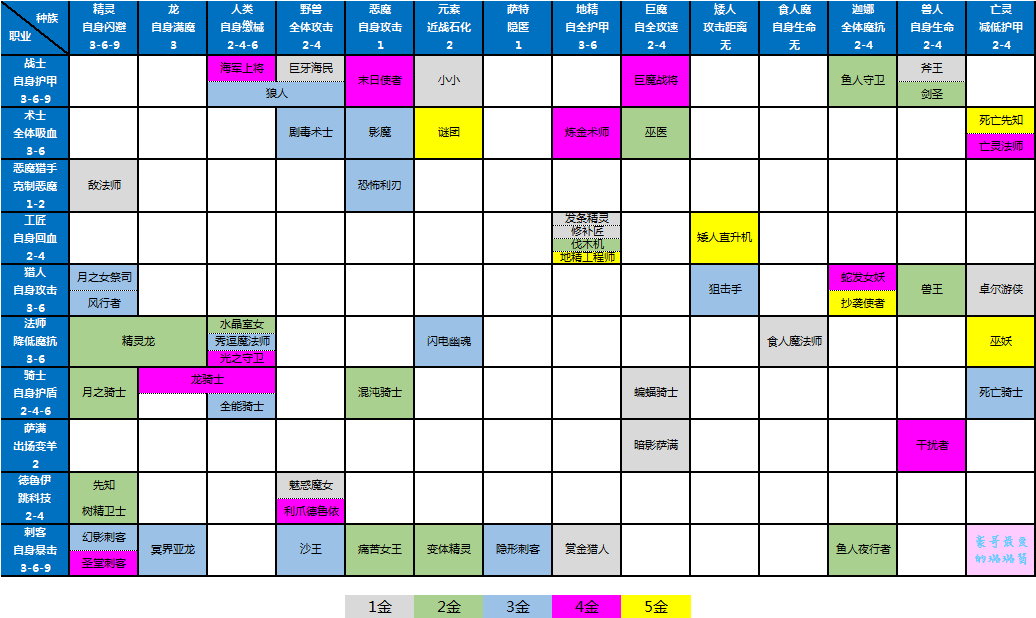 种族
职业
精灵
自身闪避
3-6-9
龙
自身满魔
3
人类
自身缴械
2-4-6
野兽
全体攻击
2-4
恶魔
自身攻击
1
元素
近战石化
2
萨特
隐匿
1
地精
自全护甲
3-6
巨魔
自全攻速
2-4
矮人
攻击距离
无
食人魔
自身生命
无
迦娜
全体魔抗
2-4
兽人
自身生命
2-4
亡灵
减低护甲
2-4
战士
自身护甲
3-6-9
海军上将
巨牙海民
狼人
末日使者
小小
巨魔战将
鱼人守卫
斧王
剑圣
术士
全体吸血
3-6
剧毒术士
影魔
谜团
炼金术师
巫医
死亡先知
亡灵法师
恶魔猎手
克制恶魔
1-2
敌法师
恐怖利刃
工匠
自身回血
2-4
发条精灵
修补匠
伐木机
地精工程师
矮人直升机
猎人
自身攻击
3-6
月之女祭司
风行者
狙击手
蛇发女妖
抄袭使者
兽王
卓尔游侠
法师
降低魔抗
3-6
精灵龙
水晶室女
秀逗魔法师
光之守卫
闪电幽魂
食人魔法师
巫妖
骑士
自身护盾
2-4-6
月之骑士
龙骑士
全能骑士
混沌骑士
蝙蝠骑士
死亡骑士
萨满
出场变羊
2
暗影萨满
干扰者
德鲁伊
跳科技
2-4
先知
树精卫士
魅惑魔女
利爪德鲁依
刺客
自身暴击
3-6-9
幻影刺客
圣堂刺客
冥界亚龙
沙王
痛苦女王
变体精灵
隐形刺客
赏金猎人
鱼人夜行者
1金
2金
3金
4金
5金